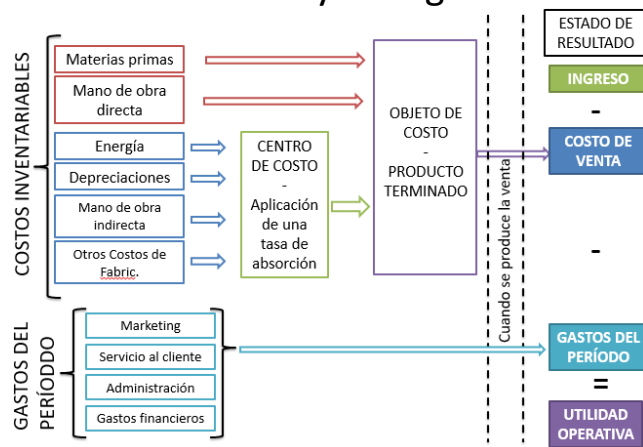 COSTOS INVENTARIABLES
Materias primas
Mano de obra
directa
Energía
Depreciaciones
Mano de obra
indirecta
Otros Costos de
Fabric.
CENTRO
DE COSTO
-
Aplicación
de una
tasa de
absorción
OBJETO DE
COSTO
-
PRODUCTO
TERMINADO
Cuando se produce la venta
ESTADO DE
RESULTADO
INGRESO
-
COSTO DE
VENTA
-
GASTOS DEL
PERÍODO
=
UTILIDAD
OPERATIVA
GASTOS DEL
PERÍODDO
Marketing
Servicio al cliente
Administración
Gastos financieros